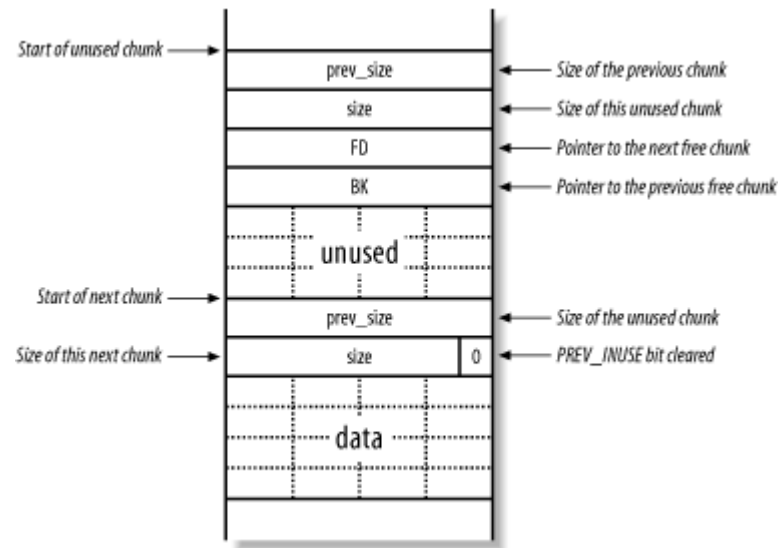 Start of unused chunk
prev_size
Size of the previous chunk
size
Size of this unused chunk
FD
Pointer to the next free chunk
BK
Pointer to the previous free chunk
unused
Start of next chunk
prev_size
Size of the unused chunk
Size of this next chunk
size
0
PREV_INUSE bit cleared
data